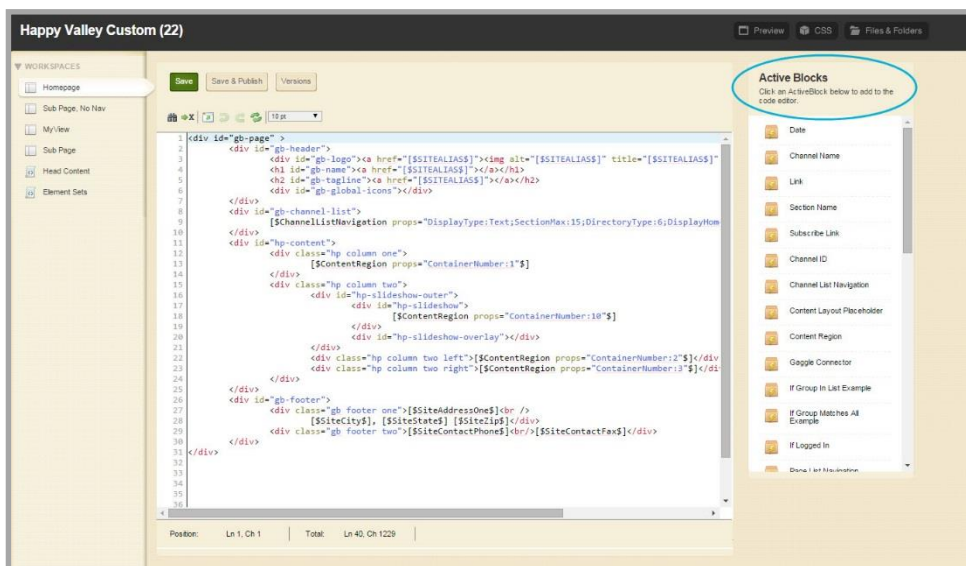 Happy Valley Custom (22)
Preview
CSS
Files & Folders
WORKSPACES
Homepage
Sub Page, No Nav
MyView
Sub Page
Head Content
Element Sets
Save
Save & Publish
Versions
10 pt
1 <div id="gb-page" >
2 <div id="gb-header">
3 <div id="gb-logo"><a href="[$SITEALIAS$]"><img alt="[$SITEALIAS$]" title="[$SITEALIAS$]"
4 <h1 id="gb-name"><a href="[$SITEALIAS$]"></a></h1>
5 <h2 id="gb-tagline"><a href="[$SITEALIAS$]"></a></h2>
6 <div id="gb-global-icons"></div>
7 </div>
8 <div id="gb-channel-list">
9 [$ChannelListNavigation props="DisplayType:Text;SectionMax:15;DirectoryType:6;DisplayHom
10 </div>
11 <div id="hp-content">
12 <div class="hp column one">
13 [$ContentRegion props="ContainerNumber:1"$]
14 </div>
15 <div class="hp column two">
16 <div id="hp-slideshow-outer">
17 <div id="hp-slideshow">
18 [$ContentRegion props="ContainerNumber:10"$]
19 </div>
20 <div id="hp-slideshow-overlay"></div>
21 </div>
22 <div class="hp column two left">[$ContentRegion props="ContainerNumber:2"$]</div
23 <div class="hp column two right">[$ContentRegion props="ContainerNumber:3"$]</di
24 </div>
25 </div>
26 <div id="gb-footer">
27 <div class="gb footer one">[$SiteAddressOne$]<br />
28 [$SiteCity$], [$SiteState$] [$SiteZip$]</div>
29 <div class="gb footer two">[$SiteContactPhone$]<br/>[$SiteContactFax$]</div>
30 </div>
31 </div>
32
33
34
35
36
Position: Ln 1, Ch 1 Total: Ln 40, Ch 1229
Active Blocks
Click an ActiveBlock below to add to the
code editor.
Date
Channel Name
Link
Section Name
Subscribe Link
Channel ID
Channel List Navigation
Content Layout Placeholder
Content Region
Gaggle Connector
If Group In List Example
If Group Matches All
Example
If Logged In
Page List Navigation